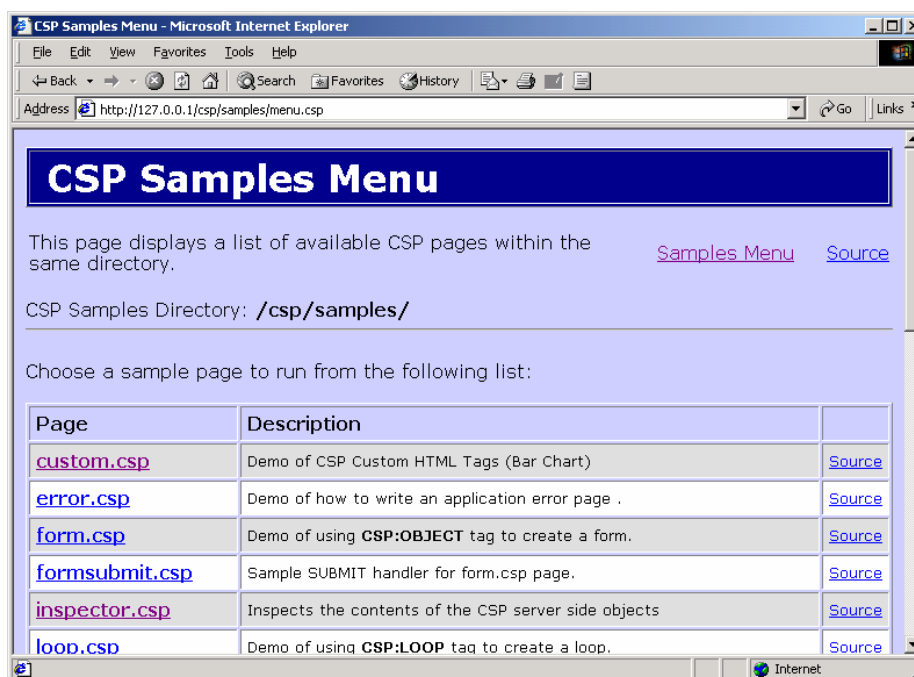 CSP Samples Menu - Microsoft Internet Explorer
File Edit View Favorites Tools Help
Back Search Favorites History
Address http://127.0.0.1/csp/samples/menu.csp Go Links
CSP Samples Menu
This page displays a list of available CSP pages within the
same directory.
Samples Menu Source
CSP Samples Directory: /csp/samples/
Choose a sample page to run from the following list:
Page Description
custom.csp Demo of CSP Custom HTML Tags (Bar Chart) Source
error.csp Demo of how to write an application error page . Source
form.csp Demo of using CSP:OBJECT tag to create a form. Source
formsubmit.csp Sample SUBMIT handler for form.csp page. Source
inspector.csp Inspects the contents of the CSP server side objects Source
loop.csp Demo of using CSP:LOOP tag to create a loop. Source
Internet